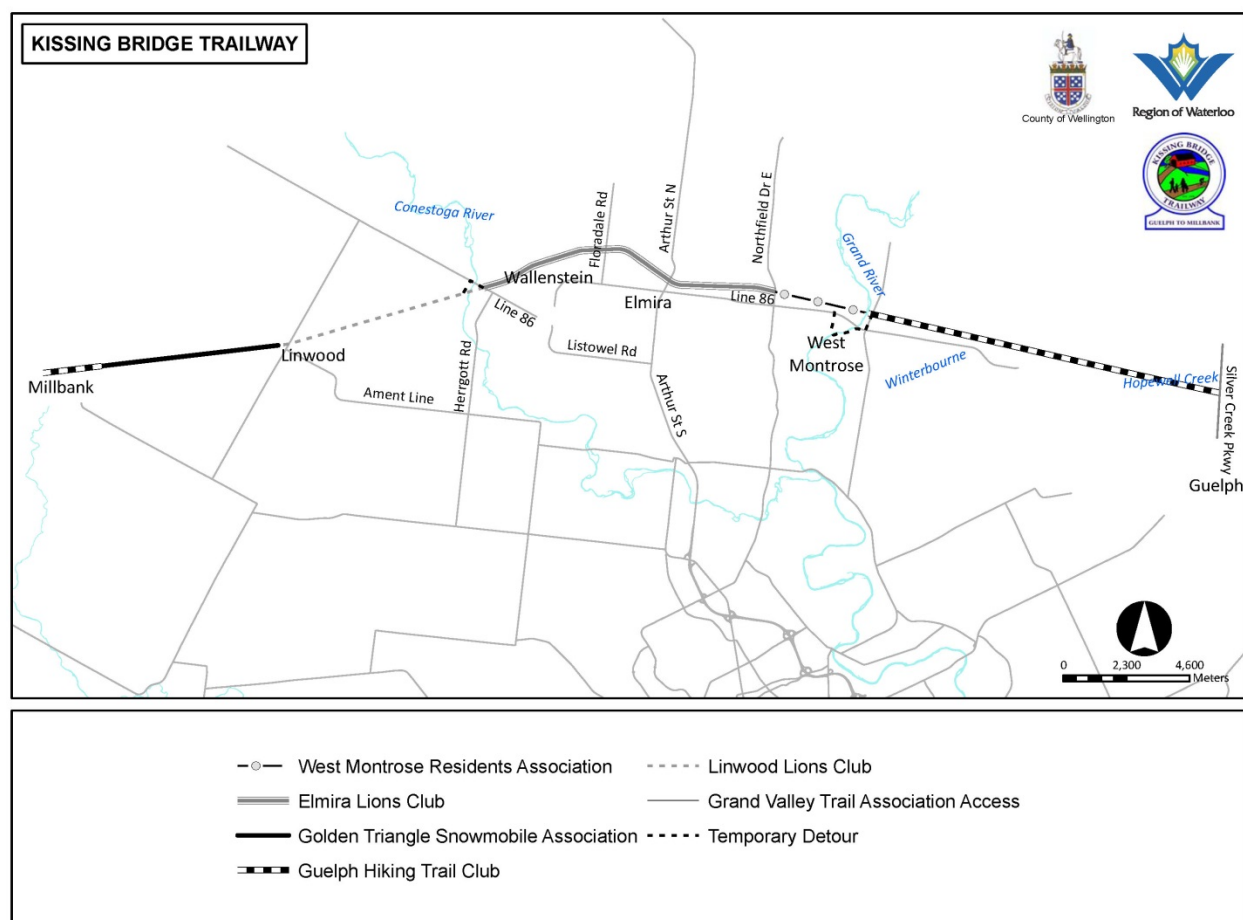 KISSING BRIDGE TRAILWAY
County of Wellington
Region of Waterloo
KISSING BRIDGE
TRAILWAY
GUELPH TO MILLBANK
Conestoga River
Floradale Rd
Arthur St N
Northfield Dr E
Grand River
Wallenstein
Line 86
Elmira
Line 86
Listowel Rd
West
Montrose
Winterbourne
Hopewell Creek
Silver Creek Pkwy
Guelph
Linwood
Millbank
Ament Line
Herrgott Rd
Arthur St S
0 2,300 4,600
Meters
West Montrose Residents Association
Elmira Lions Club
Golden Triangle Snowmobile Association
Guelph Hiking Trail Club
Linwood Lions Club
Grand Valley Trail Association Access
Temporary Detour